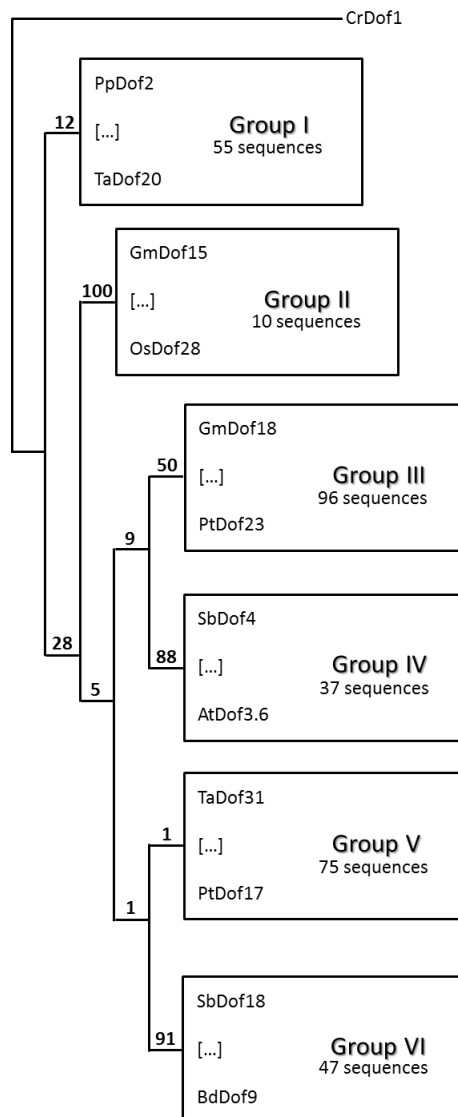 CrDof1
PpDof2
12
[...]
Group I
55 sequences
TaDof20
GmDof15
100
[...]
Group II
10 sequences
OsDof28
GmDof18
50
[...]
Group III
96 sequences
PtDof23
9
SbDof4
28
88
[...]
Group IV
37 sequences
5
AtDof3.6
TaDof31
1
[...]
Group V
75 sequences
PtDof17
1
SbDof18
91
[...]
Group VI
47 sequences
BdDof9